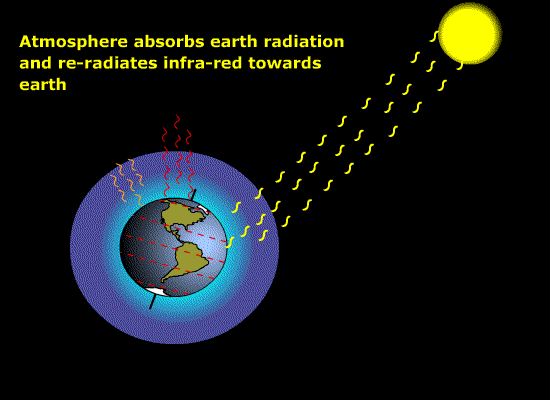 Atmosphere absorbs earth radiation
and re-radiates infra-red towards
earth